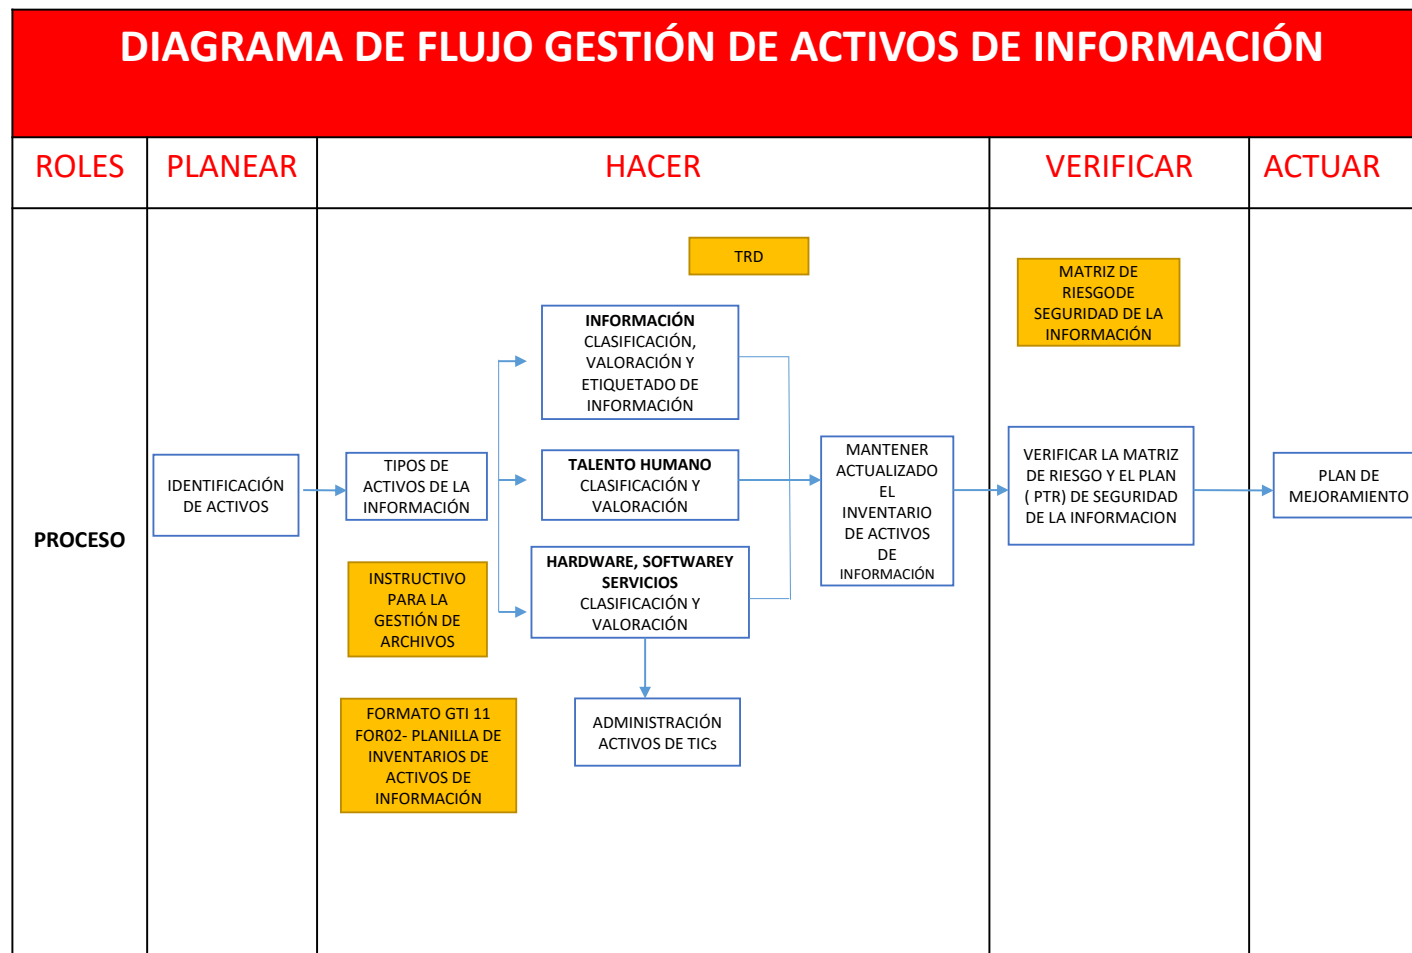 DIAGRAMA DE FLUJO GESTIÓN DE ACTIVOS DE INFORMACIÓN
ROLES
PLANEAR
HACER
VERIFICAR
ACTUAR
PROCESO
IDENTIFICACIÓN
DE ACTIVOS
TIPOS DE
ACTIVOS DE LA
INFORMACIÓN
INSTRUCTIVO
PARA LA
GESTIÓN DE
ARCHIVOS
FORMATO GTI 11
FOR02- PLANILLA DE
INVENTARIOS DE
ACTIVOS DE
INFORMACIÓN
TRD
INFORMACIÓN
CLASIFICACIÓN,
VALORACIÓN Y
ETIQUETADO DE
INFORMACIÓN
TALENTO HUMANO
CLASIFICACIÓN Y
VALORACIÓN
HARDWARE, SOFTWAREY
SERVICIOS
CLASIFICACIÓN Y
VALORACIÓN
ADMINISTRACIÓN
ACTIVOS DE TICs
MANTENER
ACTUALIZADO
EL
INVENTARIO
DE ACTIVOS
DE
INFORMACIÓN
MATRIZ DE
RIESGODE
SEGURIDAD DE LA
INFORMACIÓN
VERIFICAR LA MATRIZ
DE RIESGO Y EL PLAN
( PTR) DE SEGURIDAD
DE LA INFORMACION
PLAN DE
MEJORAMIENTO